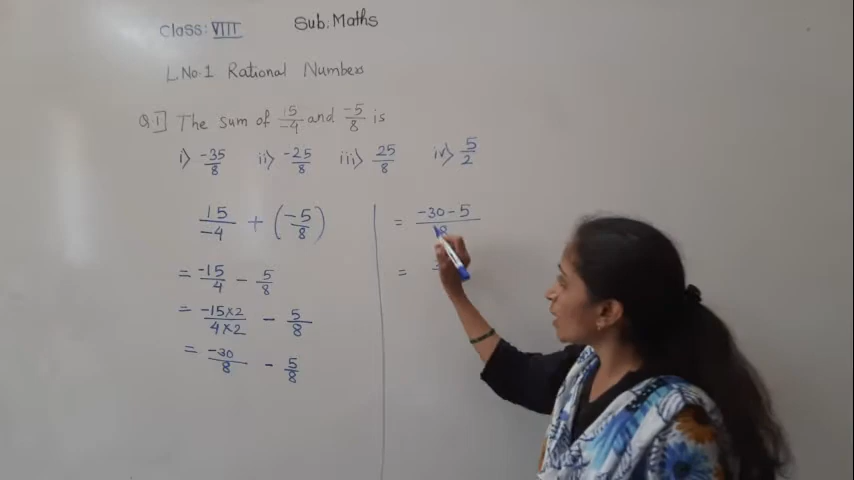 Class: VIII Sub. Maths
L.No.1 Rational Numbers
Q.1] The sum of 15/-4 and -5/8 is
i) -35/8 ii) -25/8 iii) 25/8 iv) 5/2
15/-4 + (-5/8)
= -15/4 - 5/8
= -15×2/4×2 - 5/8
= -30/8 - 5/8
= -30-5/8
=